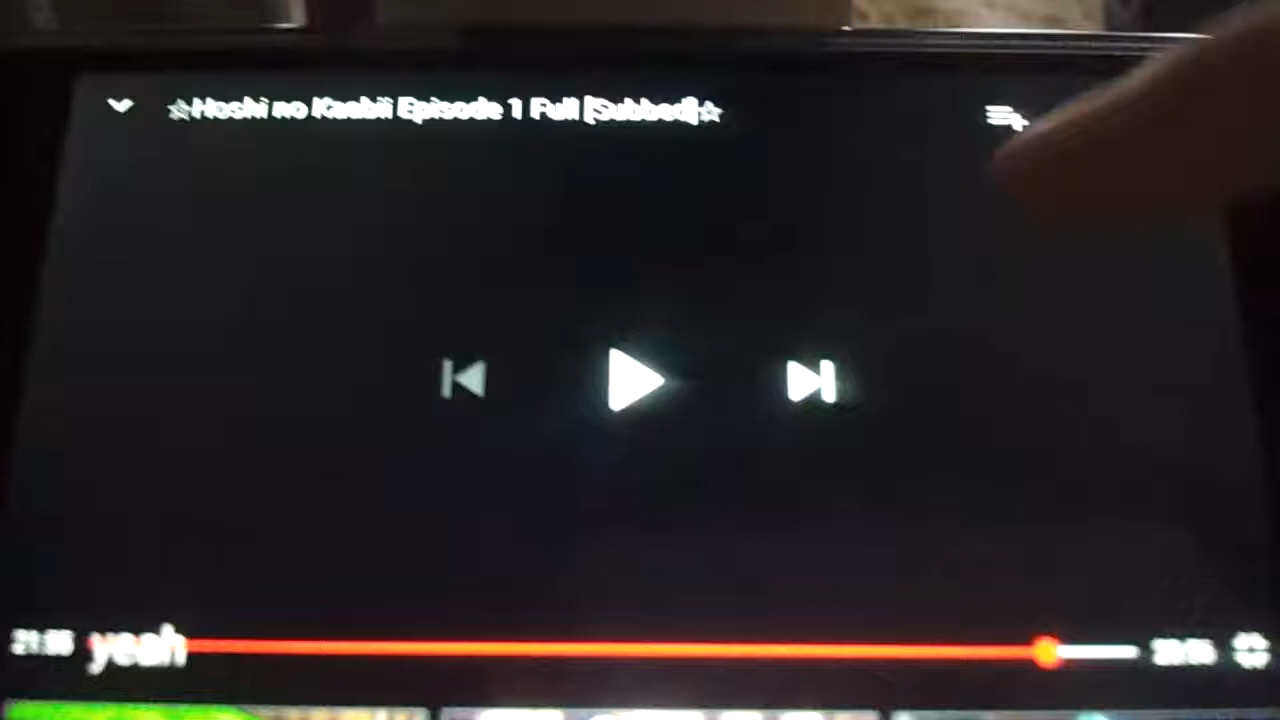 ☆Hoshi no Kaabii Episode 1 Full [Subbed]☆
yeah